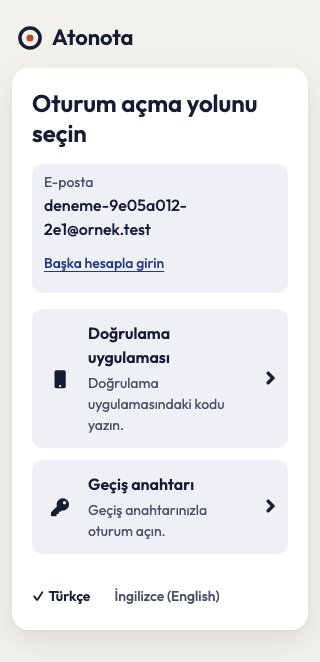 Atonota
Oturum açma yolunu
seçin
E-posta
deneme-9e05a012-
2e1@ornek.test
Başka hesapla girin
Doğrulama
uygulaması
Doğrulama
uygulamasındaki kodu
yazın.
Geçiş anahtarı
Geçiş anahtarınızla
oturum açın.
Türkçe
İngilizce (English)